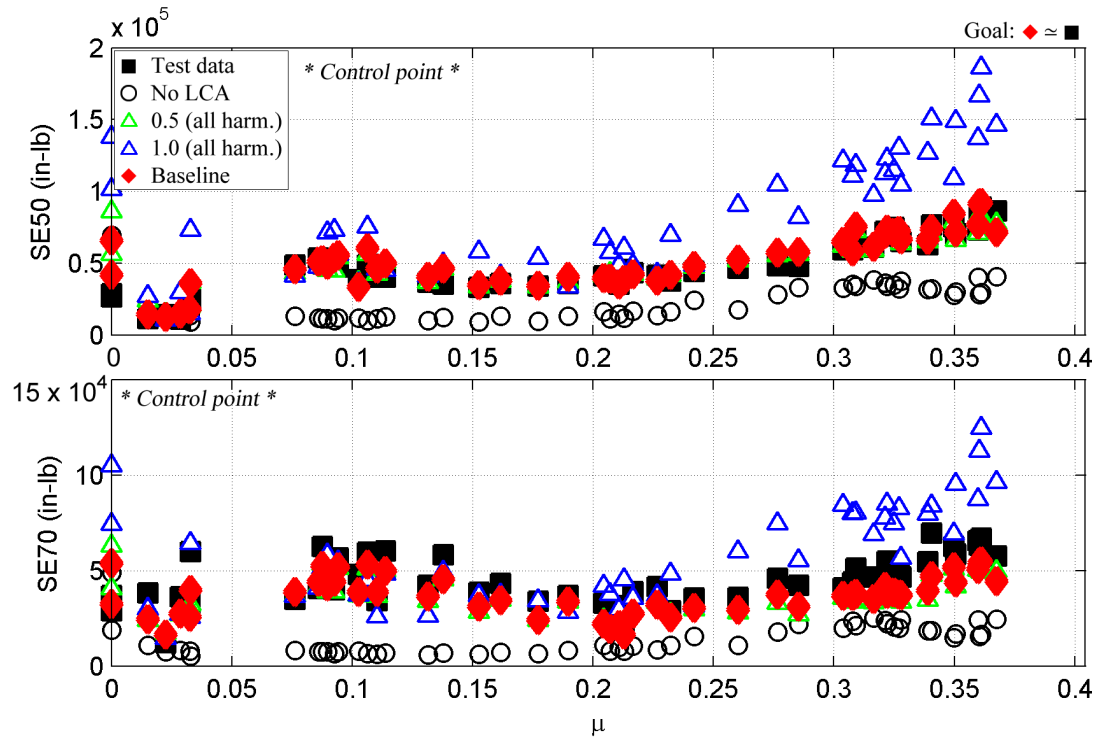 x 10^5
Goal: ♦ ≃ ■
SE50 (in-lb)
2
1.5
1
0.5
0
Test data
No LCA
0.5 (all harm.)
1.0 (all harm.)
Baseline
* Control point *
0 0.05 0.1 0.15 0.2 0.25 0.3 0.35 0.4
SE70 (in-lb)
15 x 10^4
10
5
0
* Control point *
0 0.05 0.1 0.15 0.2 0.25 0.3 0.35 0.4
μ